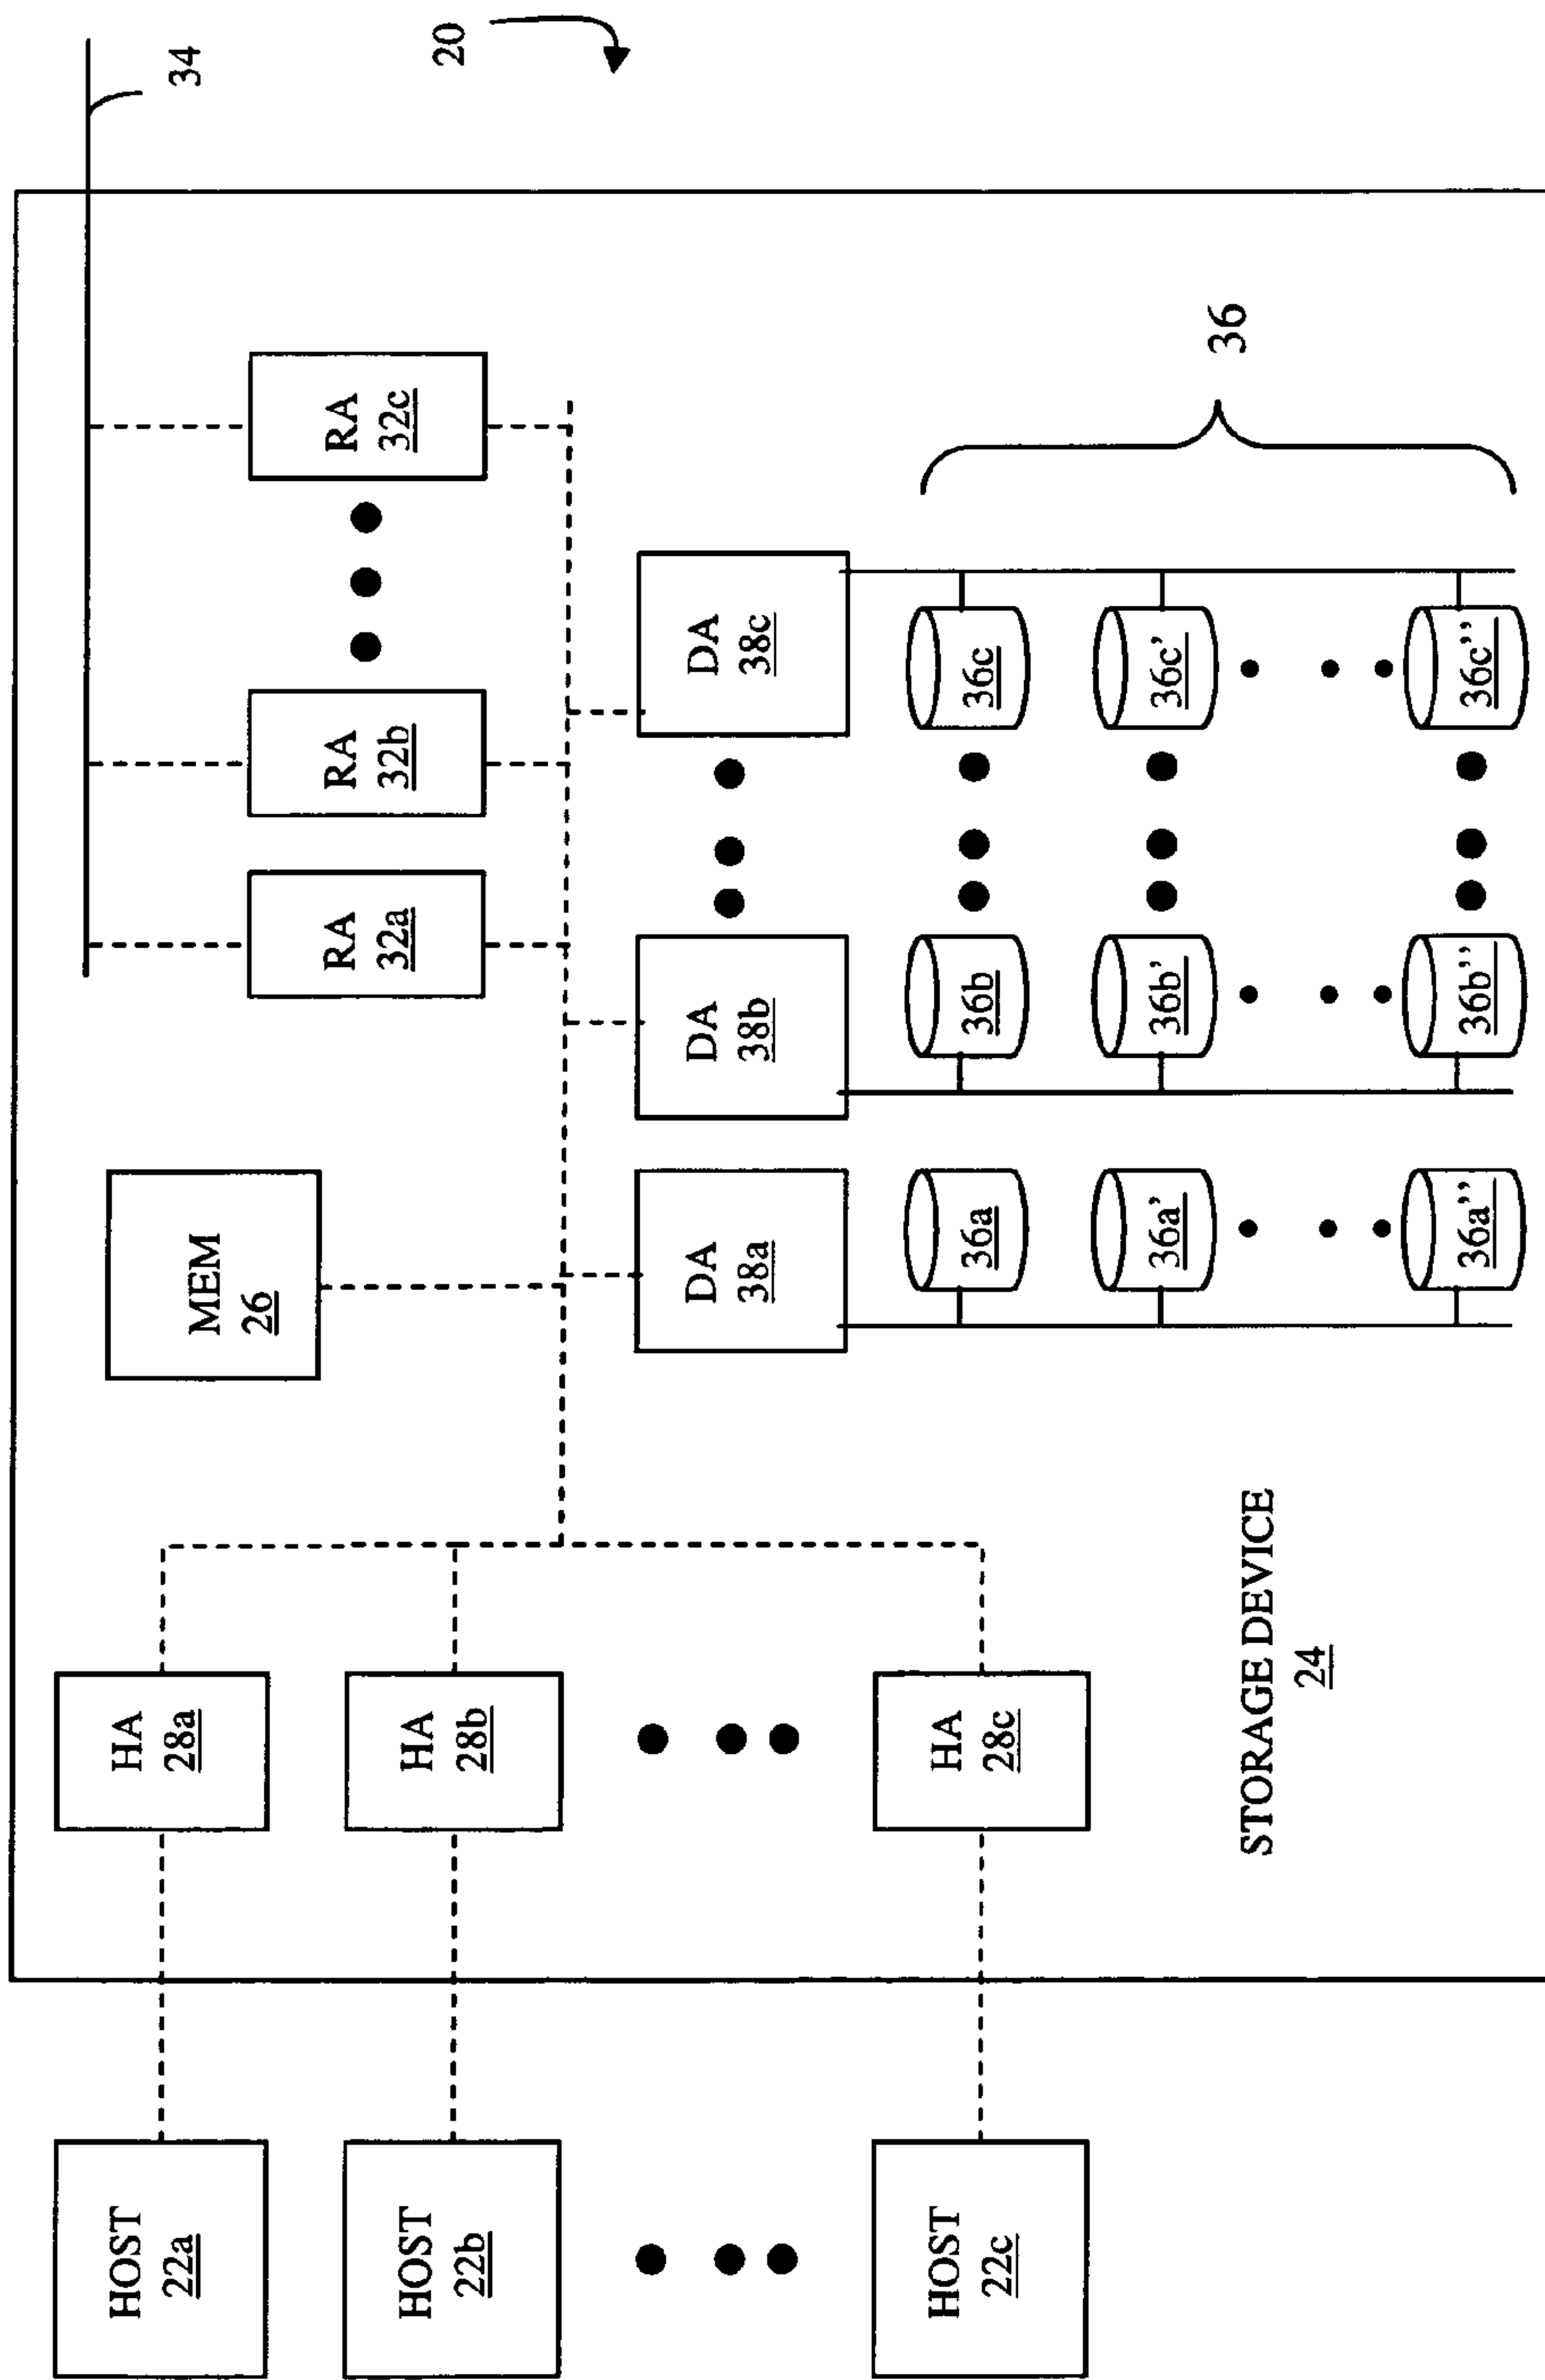 34
20
HOST
22a
HA
28a
MEM
26
RA
32a
RA
32b
RA
32c
HOST
22b
HA
28b
HOST
22c
HA
28c
DA
38a
DA
38b
DA
38c
36a
36b
36c
36
36a'
36b'
36c'
36a''
36b''
36c''
STORAGE DEVICE
24